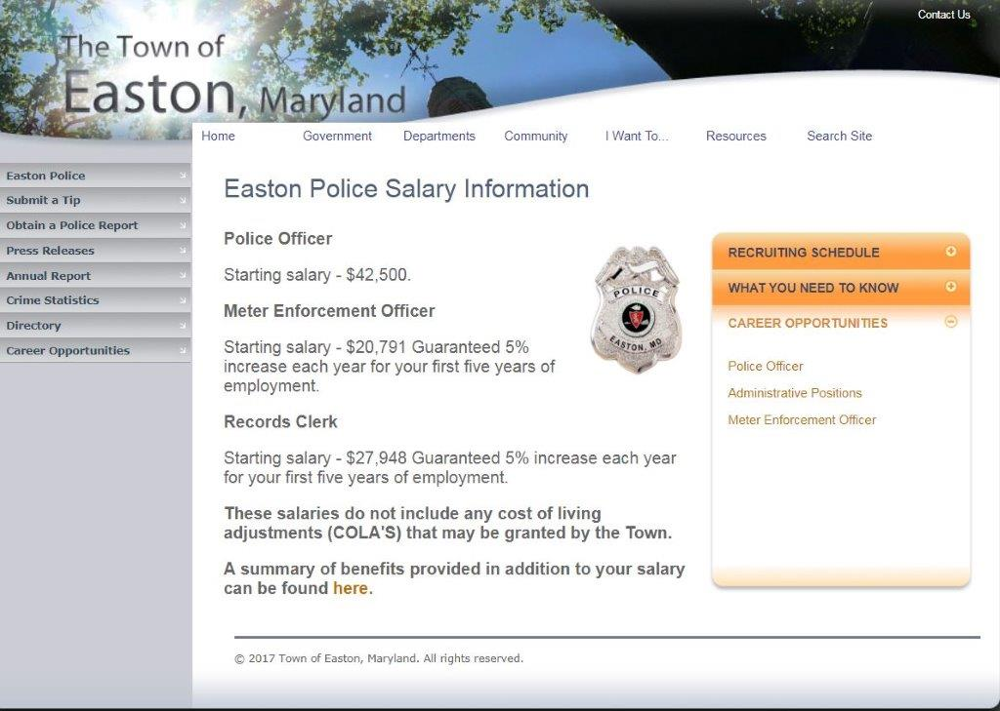 Contact Us
The Town of
Easton, Maryland
Home Government Departments Community I Want To... Resources Search Site
Easton Police
Submit a Tip
Obtain a Police Report
Press Releases
Annual Report
Crime Statistics
Directory
Career Opportunities
Easton Police Salary Information
Police Officer
Starting salary - $42,500.
Meter Enforcement Officer
Starting salary - $20,791 Guaranteed 5%
increase each year for your first five years of
employment.
Records Clerk
Starting salary - $27,948 Guaranteed 5% increase each year
for your first five years of employment.
These salaries do not include any cost of living
adjustments (COLA'S) that may be granted by the Town.
A summary of benefits provided in addition to your salary
can be found here.
POLICE
EASTON, MD
RECRUITING SCHEDULE
WHAT YOU NEED TO KNOW
CAREER OPPORTUNITIES
Police Officer
Administrative Positions
Meter Enforcement Officer
© 2017 Town of Easton, Maryland. All rights reserved.